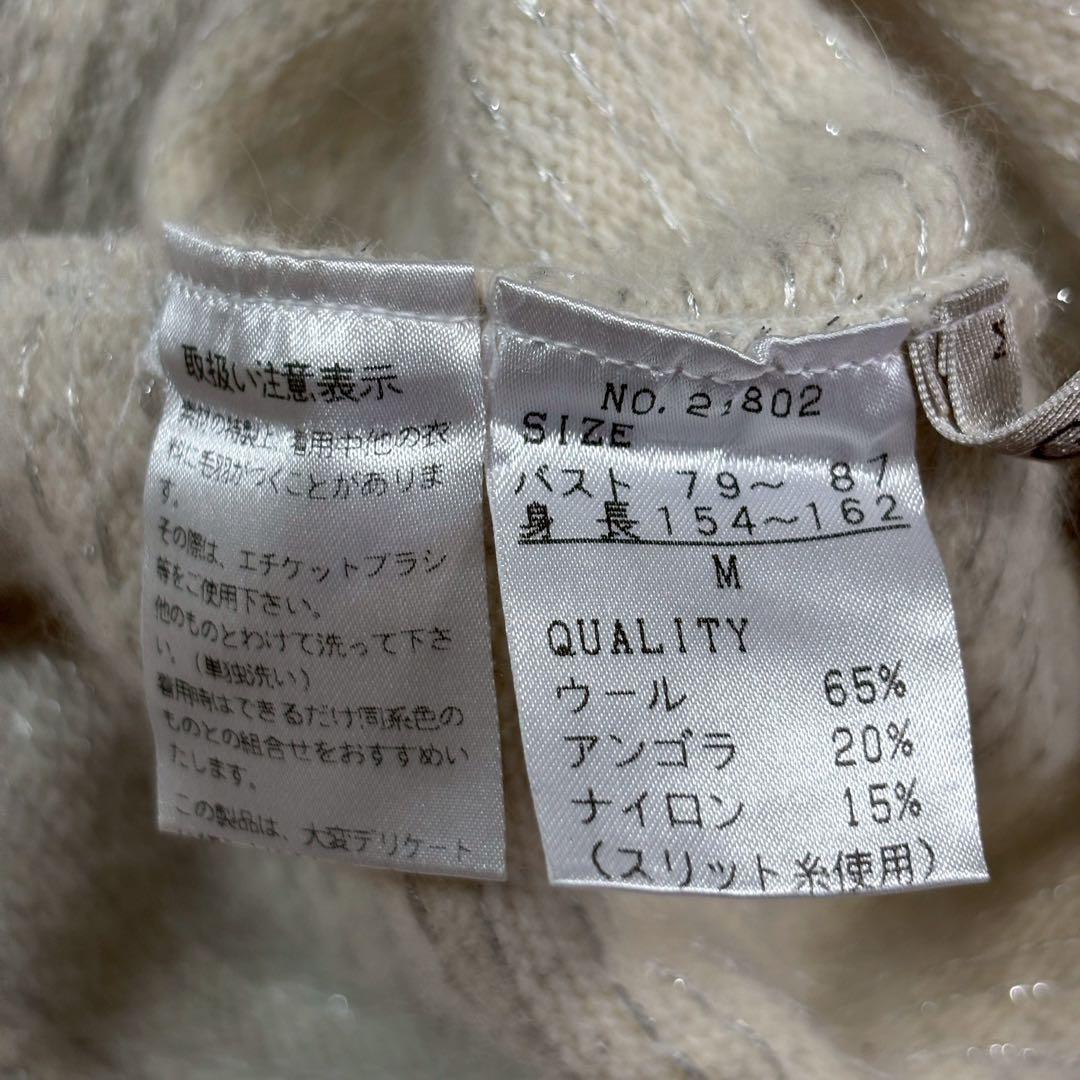 取扱い注意表示
素材の特製上、着用中他の衣
料に毛羽がつくことがありま
す。
その際は、エチケットブラシ
等をご使用下さい。
他のものとわけて洗って下さ
い。(単独洗い)
着用時はできるだけ同系色の
ものとの組合せをおすすめい
たします。
この製品は、大変デリケート
NO. 802
SIZE
バスト 79～ 87
身 長 154～162
M
QUALITY
ウール 65%
アンゴラ 20%
ナイロン 15%
(スリット糸使用)